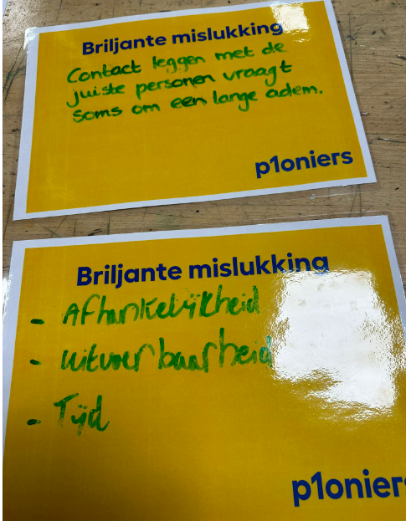 Briljante mislukking
Contact leggen met de
juiste personen vraagt
soms om een lange adem.
p1oniers
Briljante mislukking
- Afhankelijkheid
- uitvoerbaarheid
- Tijd
p1onier